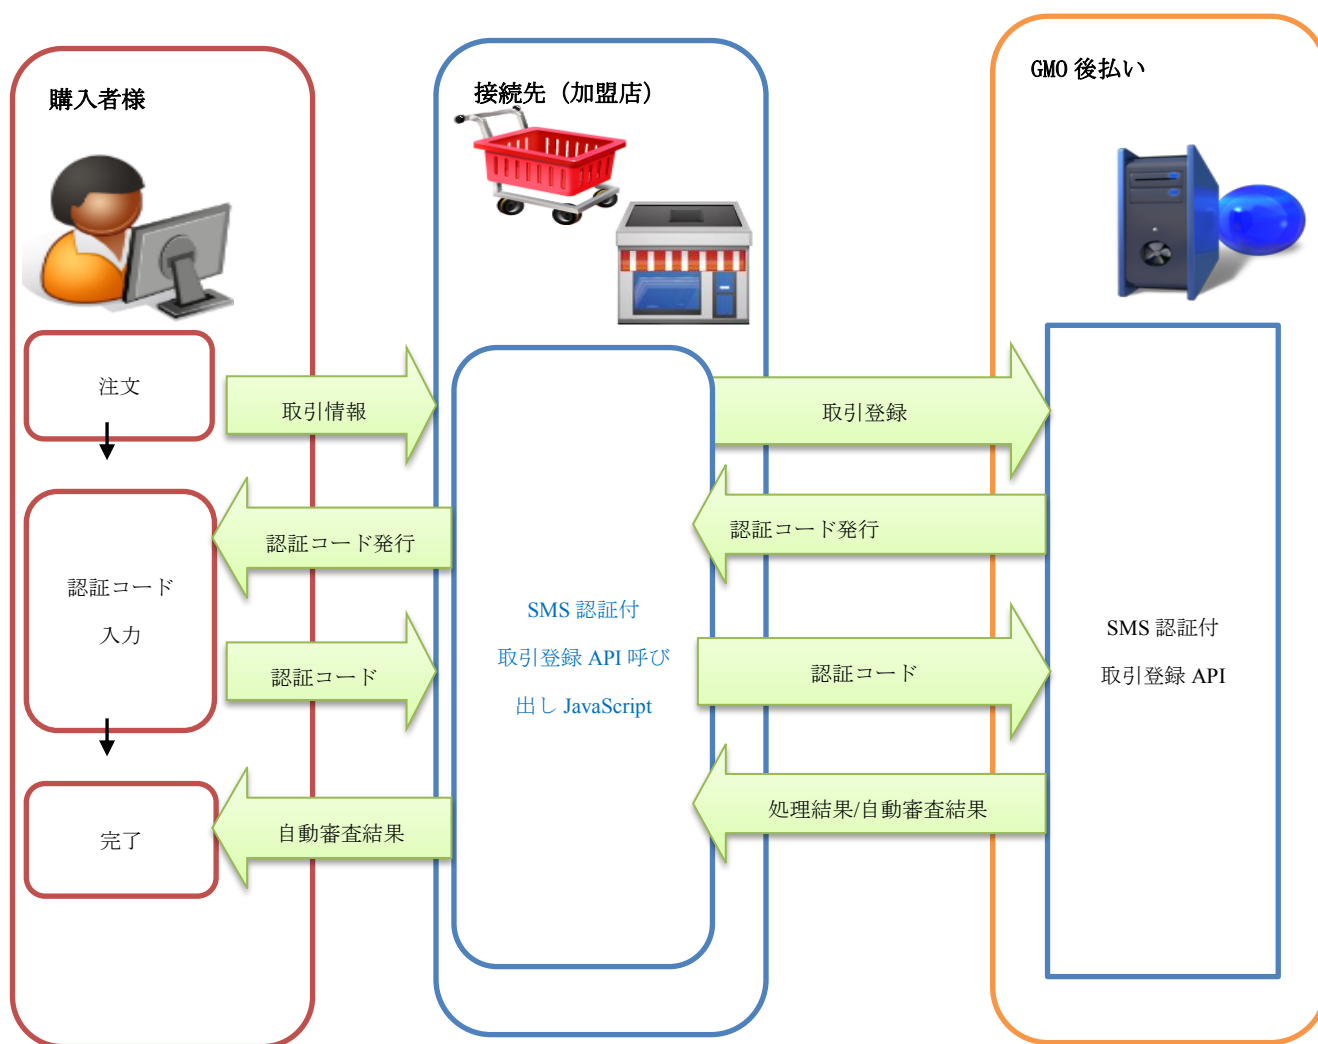 購入者様
接続先（加盟店）
GMO 後払い
注文
取引情報
取引登録
認証コード発行
認証コード発行
認証コード
入力
SMS 認証付
取引登録 API 呼び
出し JavaScript
SMS 認証付
取引登録 API
認証コード
認証コード
完了
自動審査結果
処理結果/自動審査結果